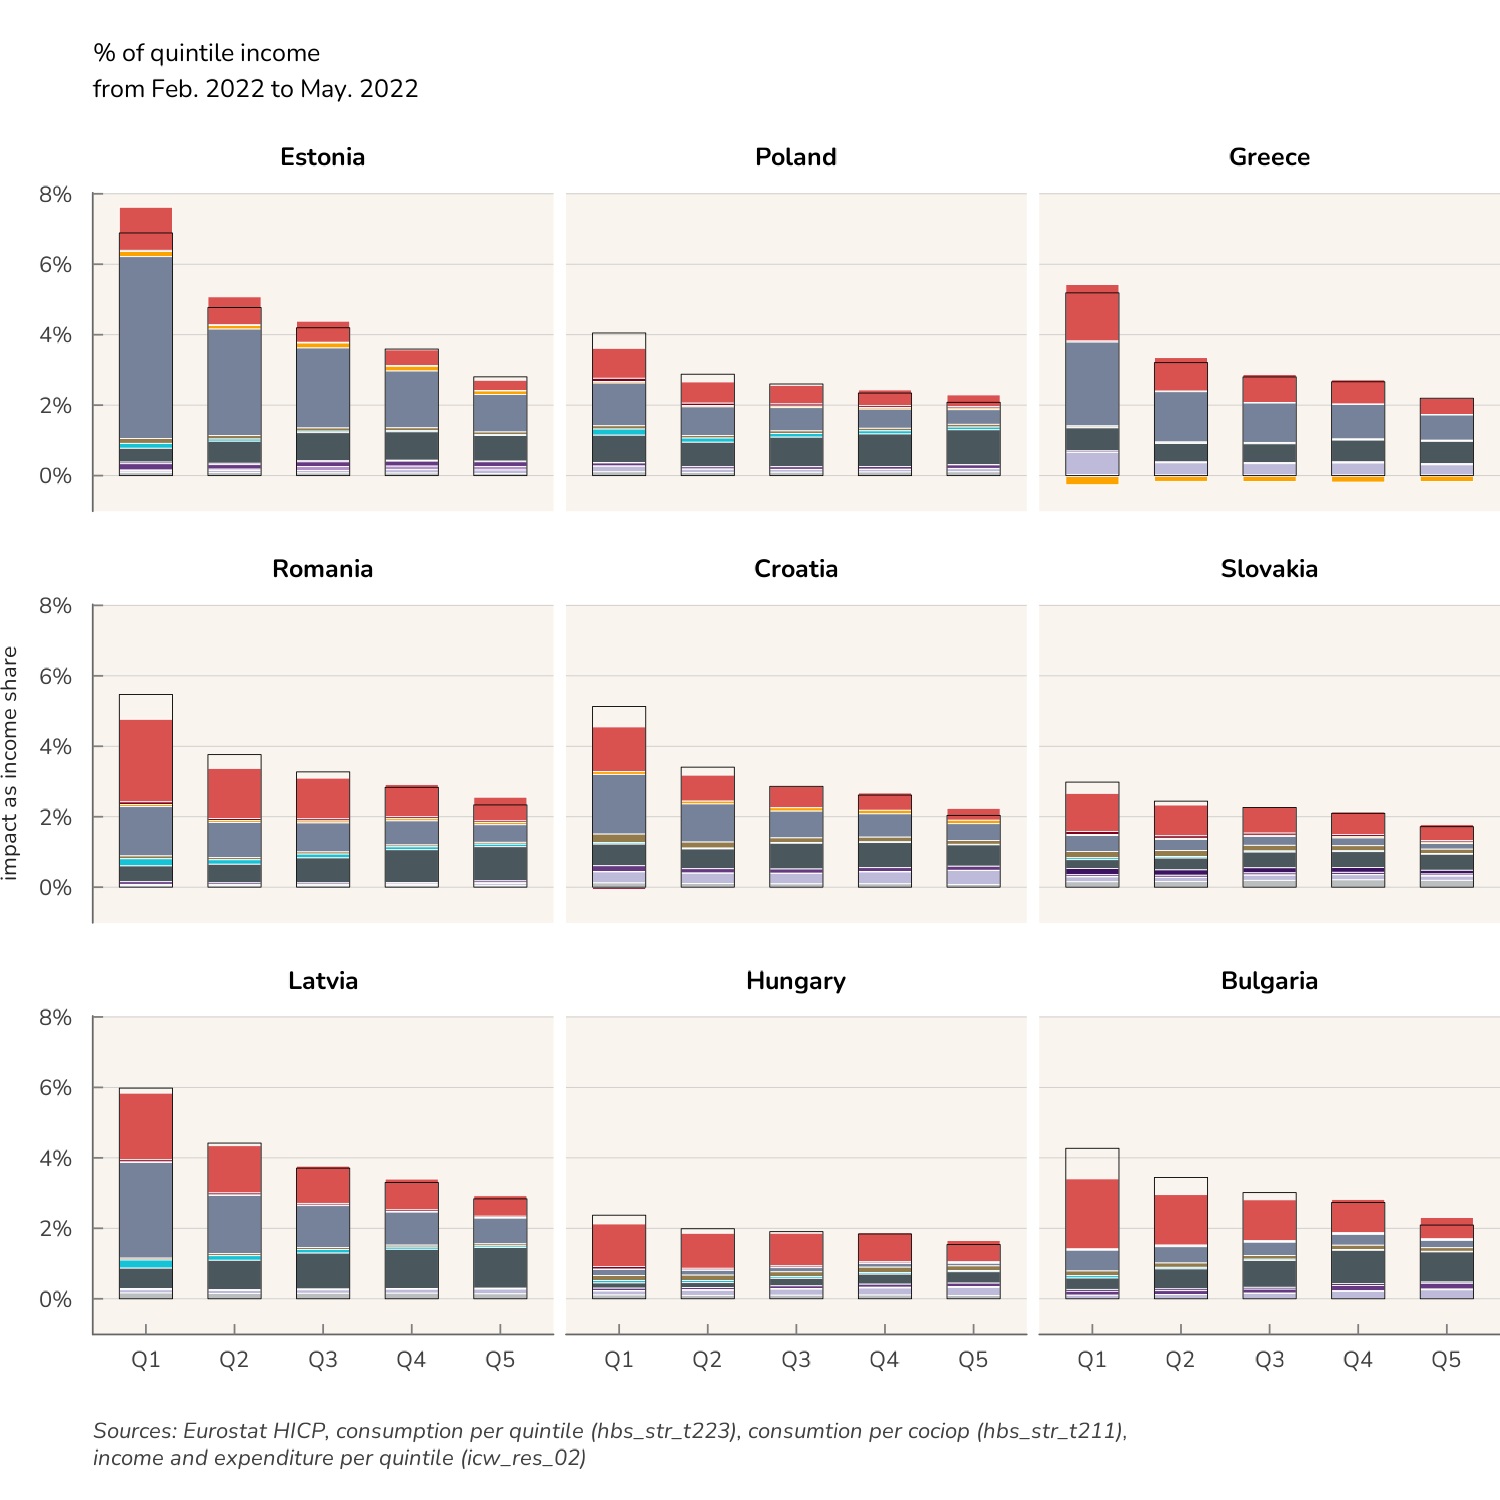 % of quintile income
from Feb. 2022 to May. 2022
Estonia Poland Greece
8%
6%
4%
2%
0%
Romania Croatia Slovakia
8%
6%
4%
2%
0%
impact as income share
Latvia Hungary Bulgaria
8%
6%
4%
2%
0%
Q1 Q2 Q3 Q4 Q5 Q1 Q2 Q3 Q4 Q5 Q1 Q2 Q3 Q4 Q5
Sources: Eurostat HICP, consumption per quintile (hbs_str_t223), consumtion per cociop (hbs_str_t211),
income and expenditure per quintile (icw_res_02)